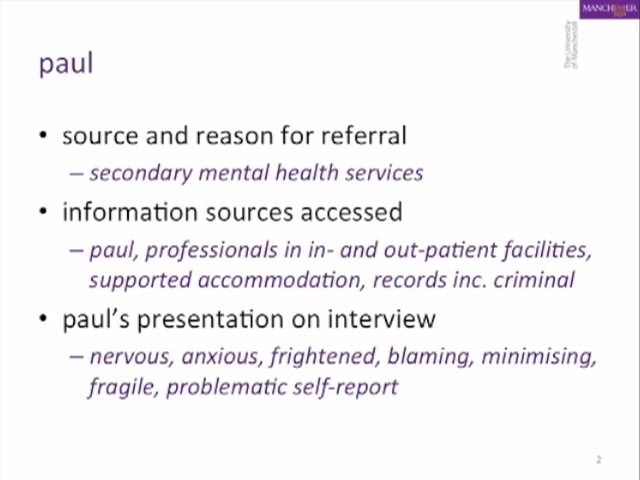 MANCHESTER
1824
The University
of Manchester
paul
• source and reason for referral
– secondary mental health services
• information sources accessed
– paul, professionals in in- and out-patient facilities,
supported accommodation, records inc. criminal
• paul's presentation on interview
– nervous, anxious, frightened, blaming, minimising,
fragile, problematic self-report
2